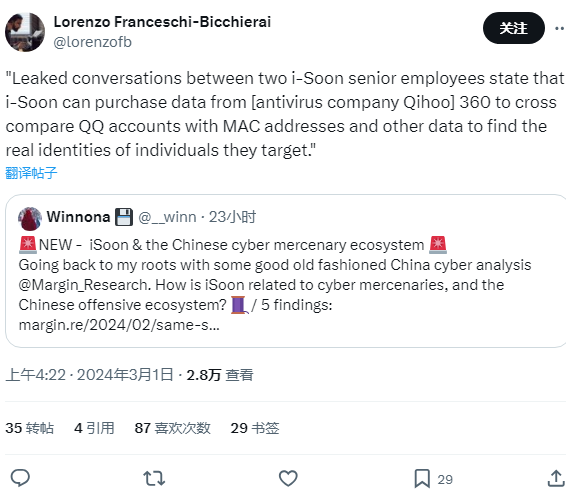 Lorenzo Franceschi-Bicchierai
@lorenzofb
关注
"Leaked conversations between two i-Soon senior employees state that
i-Soon can purchase data from [antivirus company Qihoo] 360 to cross
compare QQ accounts with MAC addresses and other data to find the
real identities of individuals they target."
翻译帖子
Winnona 💾 @__winn · 23小时
🚨NEW - iSoon & the Chinese cyber mercenary ecosystem 🚨
Going back to my roots with some good old fashioned China cyber analysis
@Margin_Research. How is iSoon related to cyber mercenaries, and the
Chinese offensive ecosystem? 🧵/ 5 findings:
margin.re/2024/02/same-s…
上午4:22 · 2024年3月1日 · 2.8万 查看
35 转帖 4 引用 87 喜欢次数 29 书签
29